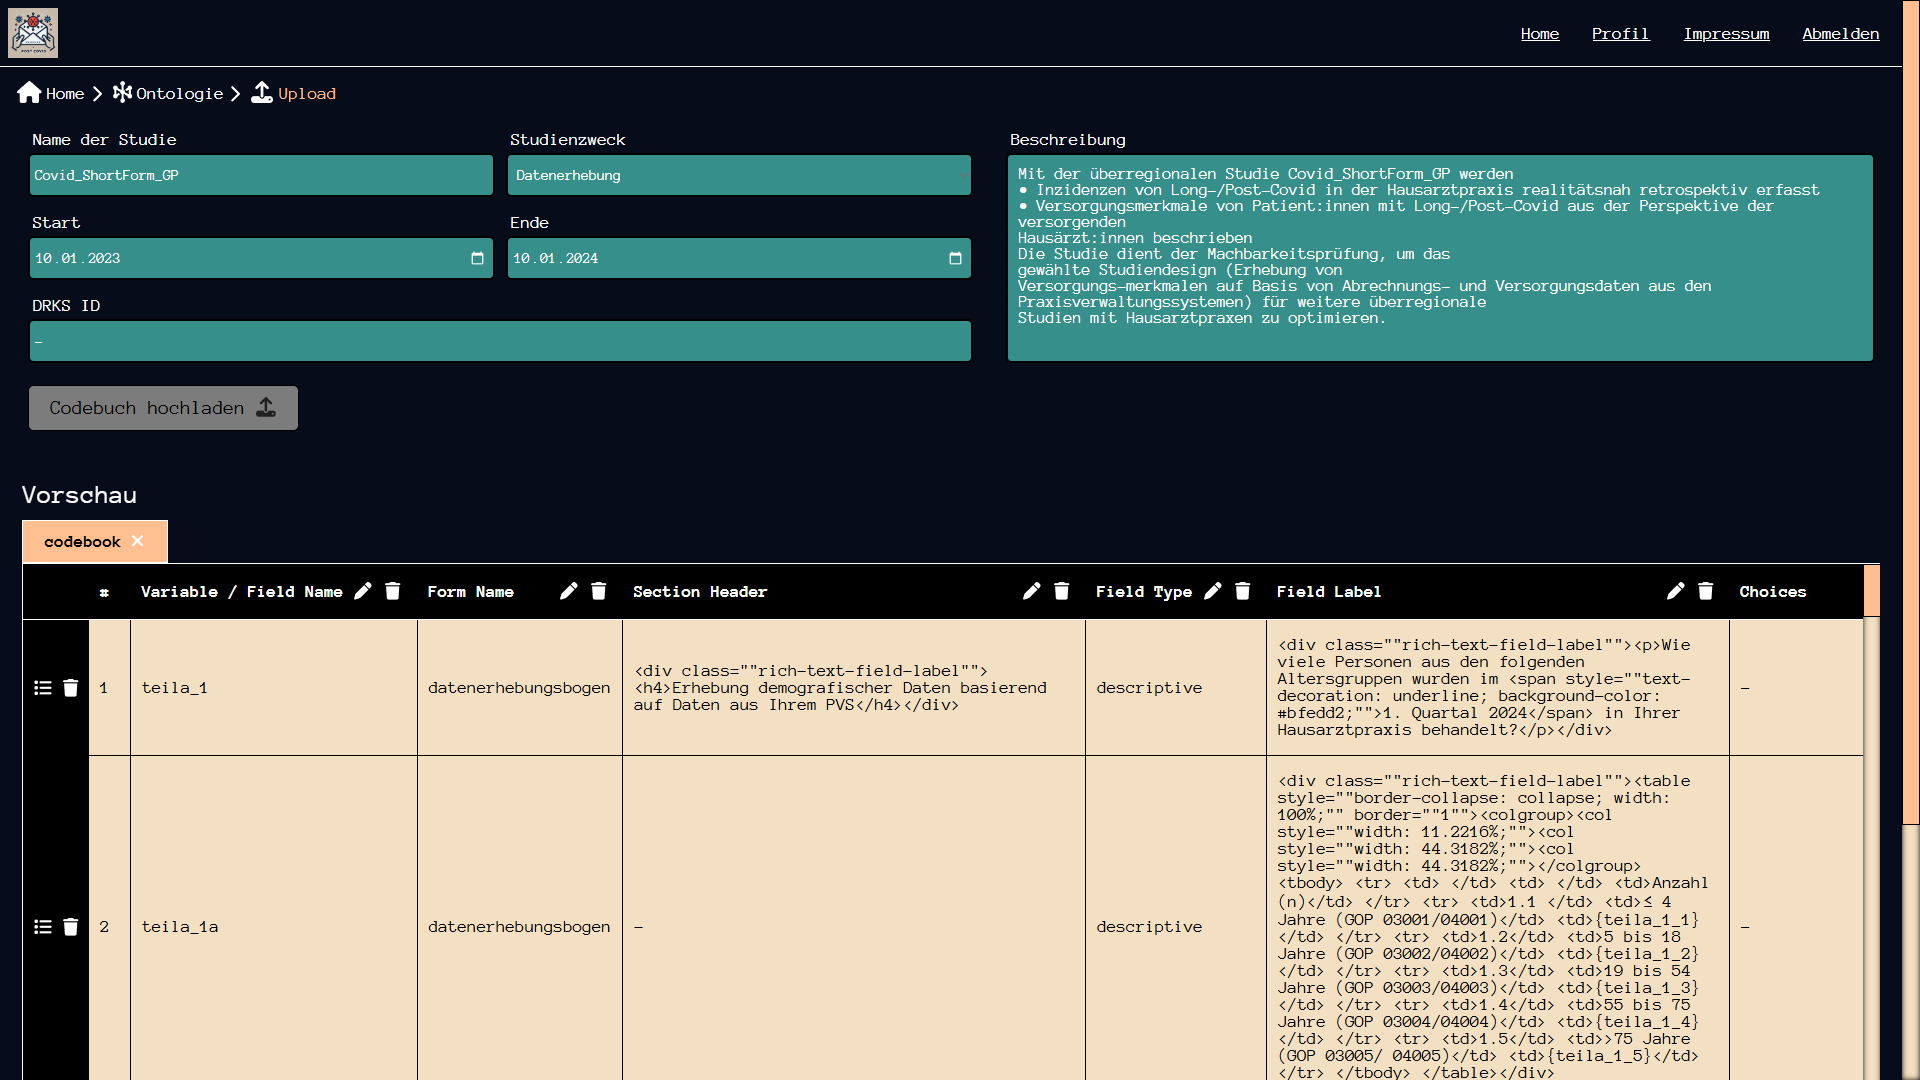 POST COVID
Home Profil Impressum Abmelden
Home Ontologie Upload
Name der Studie
Covid_ShortForm_GP
Studienzweck
Datenerhebung
Start
10.01.2023
Ende
10.01.2024
DRKS ID
-
Beschreibung
Mit der überregionalen Studie Covid_ShortForm_GP werden
• Inzidenzen von Long-/Post-Covid in der Hausarztpraxis realitätsnah retrospektiv erfasst
• Versorgungsmerkmale von Patient:innen mit Long-/Post-Covid aus der Perspektive der
versorgenden
Hausärzt:innen beschrieben
Die Studie dient der Machbarkeitsprüfung, um das
gewählte Studiendesign (Erhebung von
Versorgungs-merkmalen auf Basis von Abrechnungs- und Versorgungsdaten aus den
Praxisverwaltungssystemen) für weitere überregionale
Studien mit Hausarztpraxen zu optimieren.
Codebuch hochladen
Vorschau
codebook
# Variable / Field Name Form Name Section Header Field Type Field Label Choices
1
teila_1
datenerhebungsbogen
<div class=""rich-text-field-label"">
<h4>Erhebung demografischer Daten basierend
auf Daten aus Ihrem PVS</h4></div>
descriptive
<div class=""rich-text-field-label""><p>Wie
viele Personen aus den folgenden
Altersgruppen wurden im <span style=""text-
decoration: underline; background-color:
#bfedd2;"">1. Quartal 2024</span> in Ihrer
Hausarztpraxis behandelt?</p></div>
-
2
teila_1a
datenerhebungsbogen
-
descriptive
<div class=""rich-text-field-label""><table
style=""border-collapse: collapse; width:
100%;"" border=""1""><colgroup><col
style=""width: 11.2216%;""><col
style=""width: 44.3182%;""><col
style=""width: 44.3182%;""></colgroup>
<tbody> <tr> <td> </td> <td> </td> <td>Anzahl
(n)</td> </tr> <tr> <td>1.1 </td> <td>≤ 4
Jahre (GOP 03001/04001)</td> <td>{teila_1_1}
</td> </tr> <tr> <td>1.2</td> <td>5 bis 18
Jahre (GOP 03002/04002)</td> <td>{teila_1_2}
</td> </tr> <tr> <td>1.3</td> <td>19 bis 54
Jahre (GOP 03003/04003)</td> <td>{teila_1_3}
</td> </tr> <tr> <td>1.4</td> <td>55 bis 75
Jahre (GOP 03004/04004)</td> <td>{teila_1_4}
</td> </tr> <tr> <td>1.5</td> <td>>75 Jahre
(GOP 03005/ 04005)</td> <td>{teila_1_5}</td>
</tr> </tbody> </table></div>
-